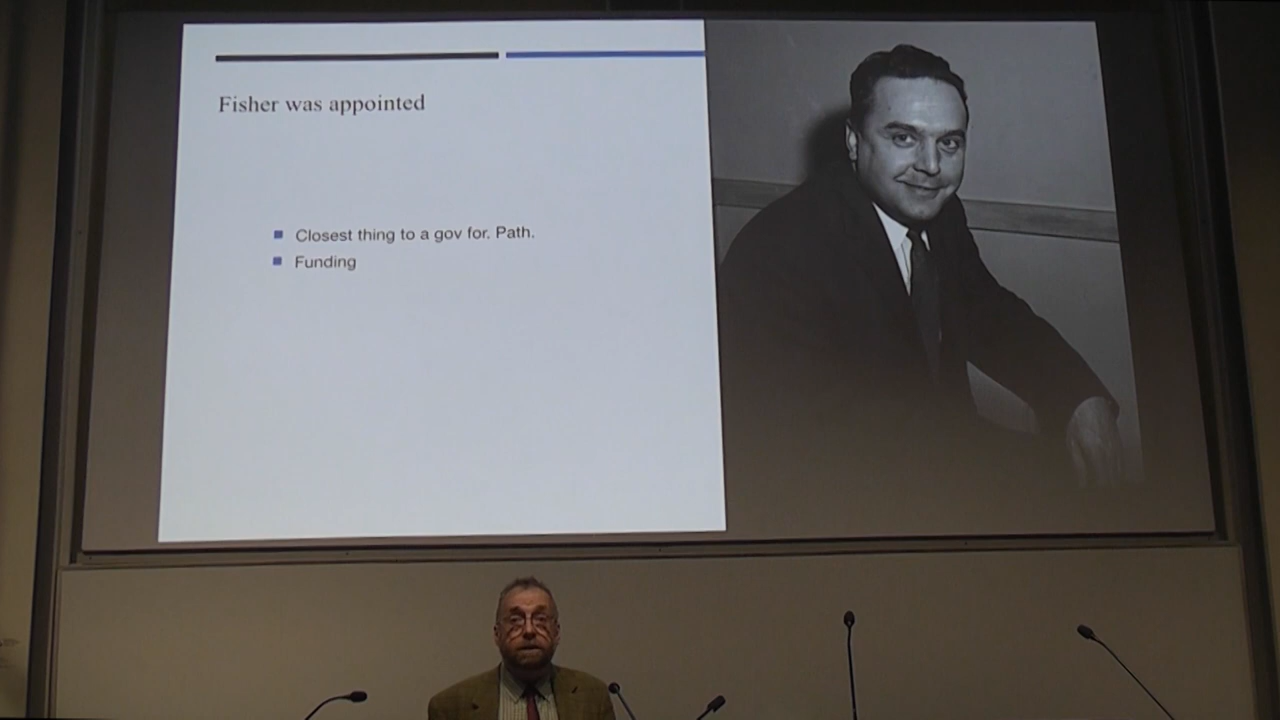 Fisher was appointed
Closest thing to a gov for. Path.
Funding